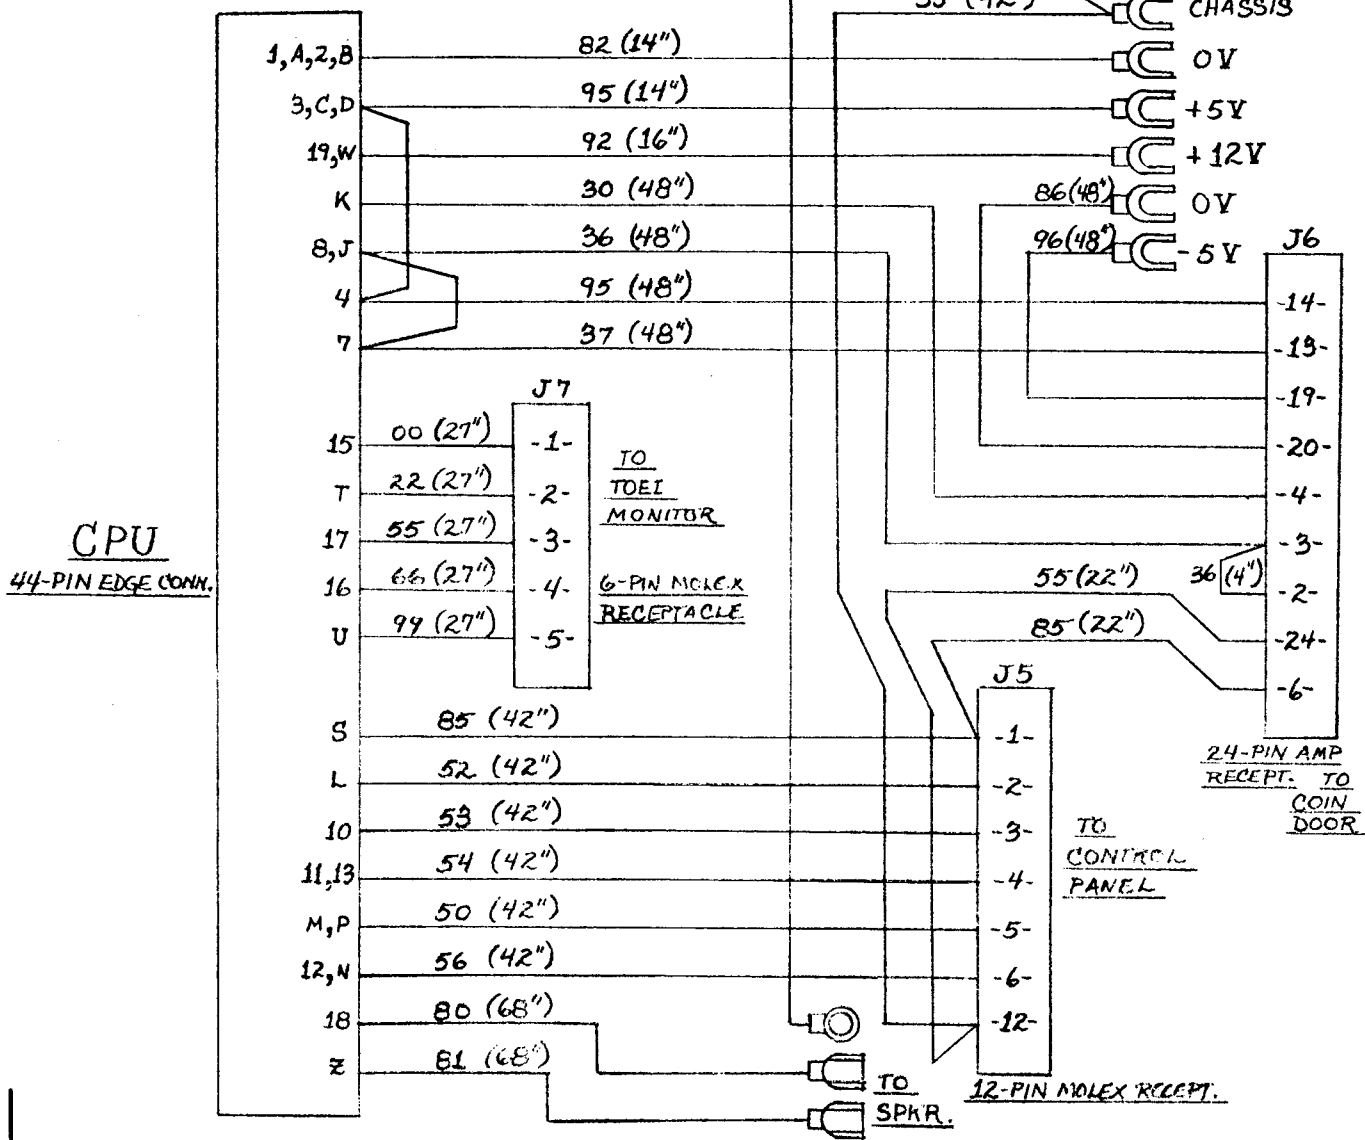 CHASSIS
1,A,2,B 82 (14") 0V
3,C,D 95 (14") +5V
19,W 92 (16") +12V
K 30 (48") 86(48") 0V
8,J 36 (48") 96(48") -5V
J6
4 95 (48") -14-
7 37 (48") -13-
-19-
-20-
-4-
-3-
36 (4")
-2-
55(22") -24-
85(22") -6-
24-PIN AMP
RECEPT. TO
COIN
DOOR
J7
15 00 (27") -1-
T 22 (27") -2-
17 55 (27") -3-
16 66 (27") -4-
U 99 (27") -5-
TO
TOEI
MONITOR
6-PIN MOLEX
RECEPTACLE
CPU
44-PIN EDGE CONN.
J5
S 85 (42") -1-
L 52 (42") -2-
10 53 (42") -3-
11,13 54 (42") -4-
M,P 50 (42") -5-
12,N 56 (42") -6-
18 80 (68") -12-
Z 81 (68")
TO
CONTROL
PANEL
TO
SPKR.
12-PIN MOLEX RECEPT.